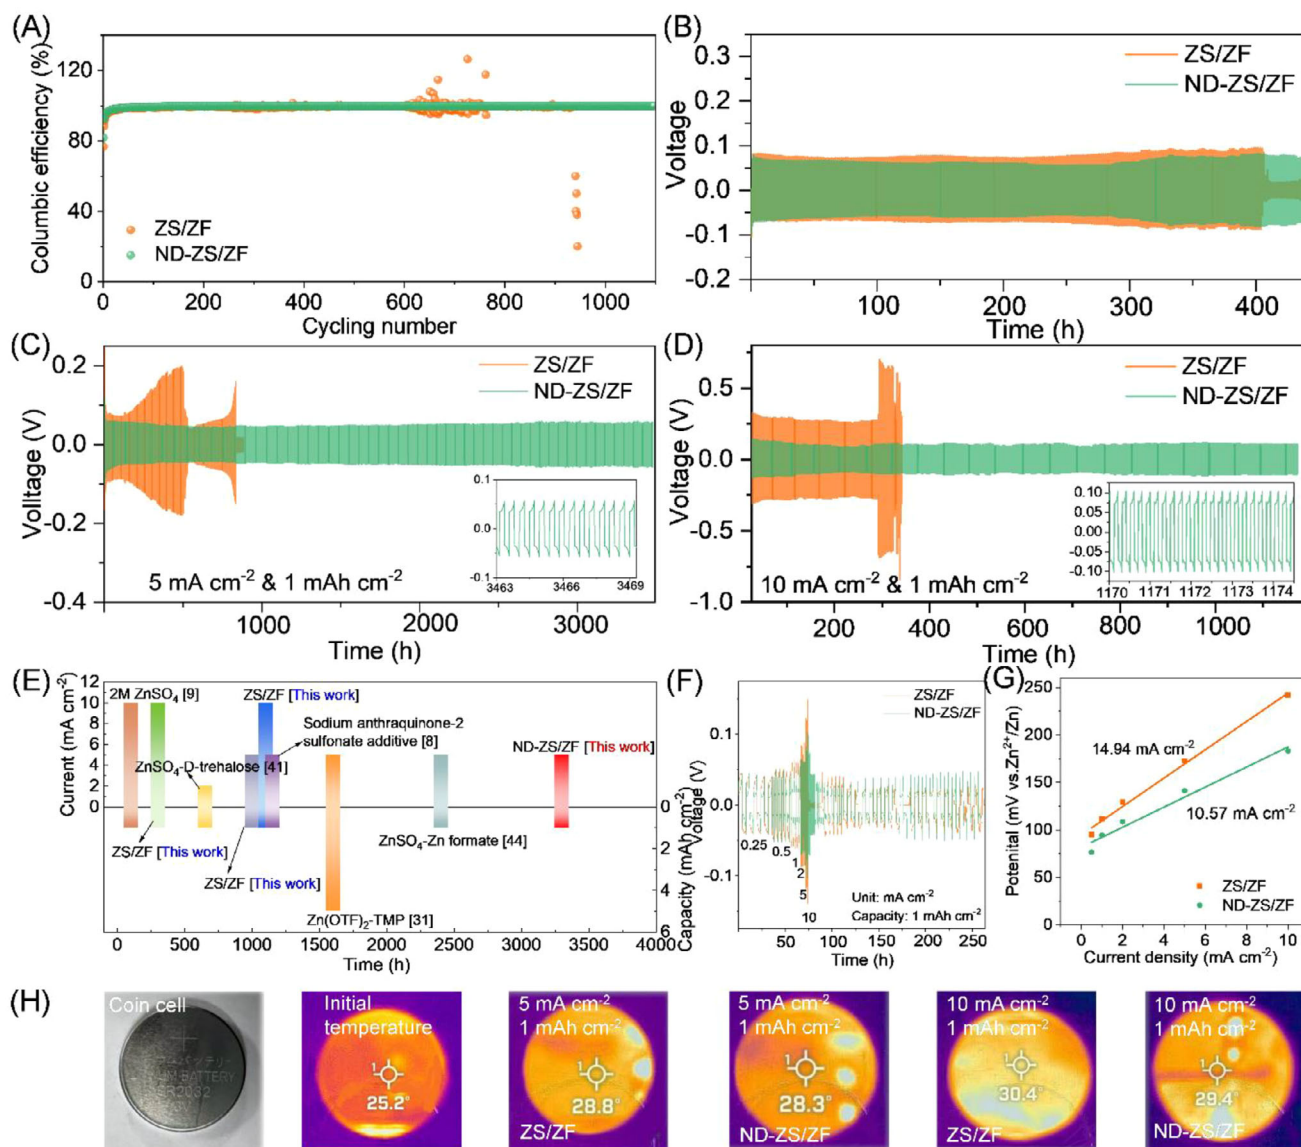 (A)
Columbic efficiency (%)
120
80
40
0
ZS/ZF
ND-ZS/ZF
0 200 400 600 800 1000
Cycling number
(B)
Voltage
0.3
0.2
0.1
0.0
-0.1
-0.2
ZS/ZF
ND-ZS/ZF
100 200 300 400
Time (h)
(C)
Voltage (V)
0.2
0.0
-0.2
-0.4
ZS/ZF
ND-ZS/ZF
0.1
0.0
-0.1
3463 3466 3469
5 mA cm⁻² & 1 mAh cm⁻²
1000 2000 3000
Time (h)
(D)
Voltage (V)
0.5
0.0
-0.5
-1.0
ZS/ZF
ND-ZS/ZF
0.10
0.05
0.00
-0.05
-0.10
1170 1171 1172 1173 1174
10 mA cm⁻² & 1 mAh cm⁻²
200 400 600 800 1000
Time (h)
(E)
Current (mA cm⁻²)
12
10
8
6
4
2
0
2M ZnSO₄ [9]
ZS/ZF [This work]
Sodium anthraquinone-2
sulfonate additive [8]
ND-ZS/ZF [This work]
ZnSO₄-D-trehalose [41]
ZnSO₄-Zn formate [44]
ZS/ZF [This work]
ZS/ZF [This work]
Zn(OTF)₂-TMP [31]
0
2
4
6
Capacity (mAh cm⁻²)
0 500 1000 1500 2000 2500 3000 3500 4000
Time (h)
(F)
Voltage (V)
0.1
0.0
-0.1
ZS/ZF
ND-ZS/ZF
0.25
0.5
1
2
5
10
Unit: mA cm⁻²
Capacity: 1 mAh cm⁻²
50 100 150 200 250
Time (h)
(G)
Potenital (mV vs.Zn²⁺/Zn)
250
200
150
100
50
0
14.94 mA cm⁻²
10.57 mA cm⁻²
ZS/ZF
ND-ZS/ZF
0 2 4 6 8 10
Current density (mA cm⁻²)
(H)
Coin cell
Initial
temperature
1
25.2°
5 mA cm⁻²
1 mAh cm⁻²
1
28.8°
ZS/ZF
5 mA cm⁻²
1 mAh cm⁻²
1
28.3°
ND-ZS/ZF
10 mA cm⁻²
1 mAh cm⁻²
1
30.4°
ZS/ZF
10 mA cm⁻²
1 mAh cm⁻²
1
29.4°
ND-ZS/ZF